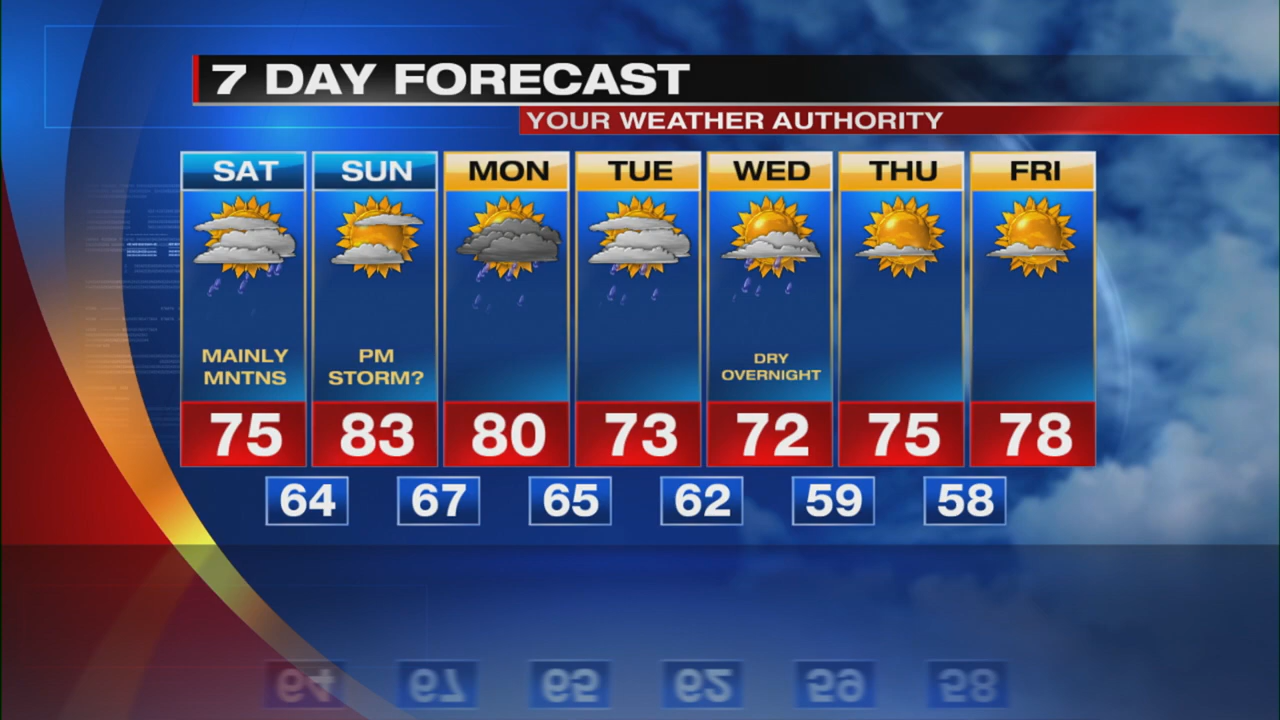 7 DAY FORECAST
YOUR WEATHER AUTHORITY
SAT SUN MON TUE WED THU FRI
MAINLY MNTNS
PM STORM?
DRY OVERNIGHT
75 83 80 73 72 75 78
64 67 65 62 59 58